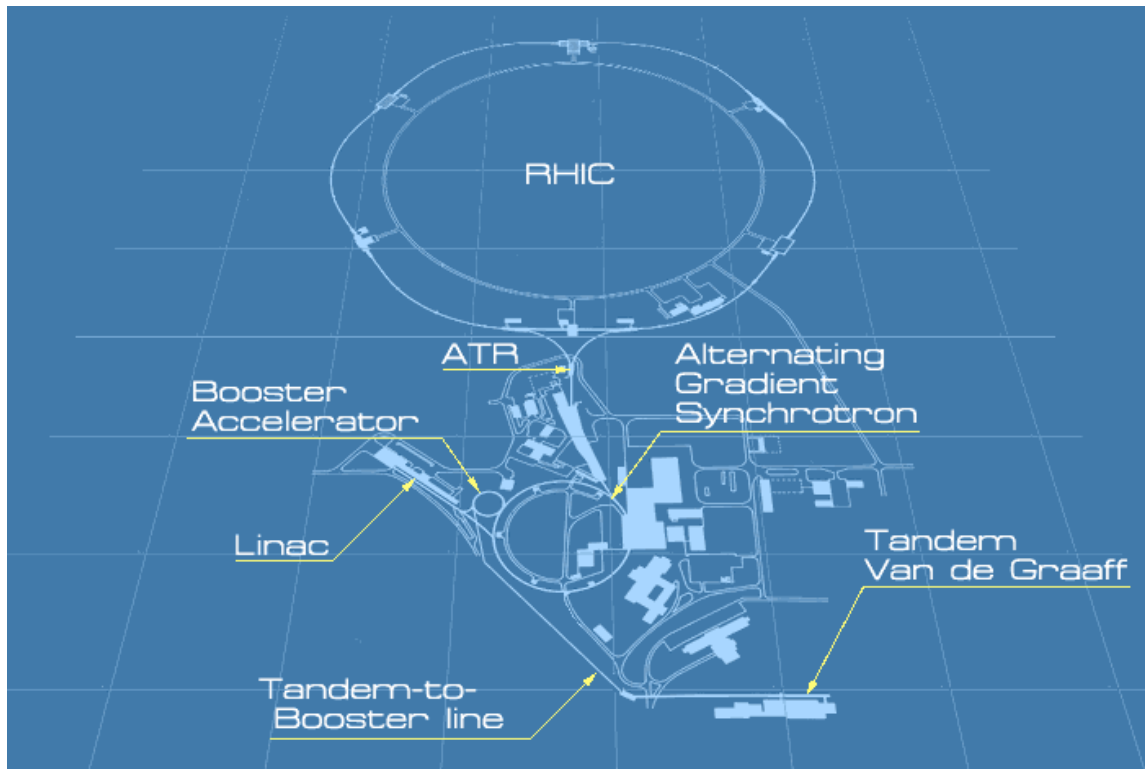 RHIC
ATR
Alternating
Gradient
Synchrotron
Booster
Accelerator
Linac
Tandem
Van de Graaff
Tandem-to-
Booster line